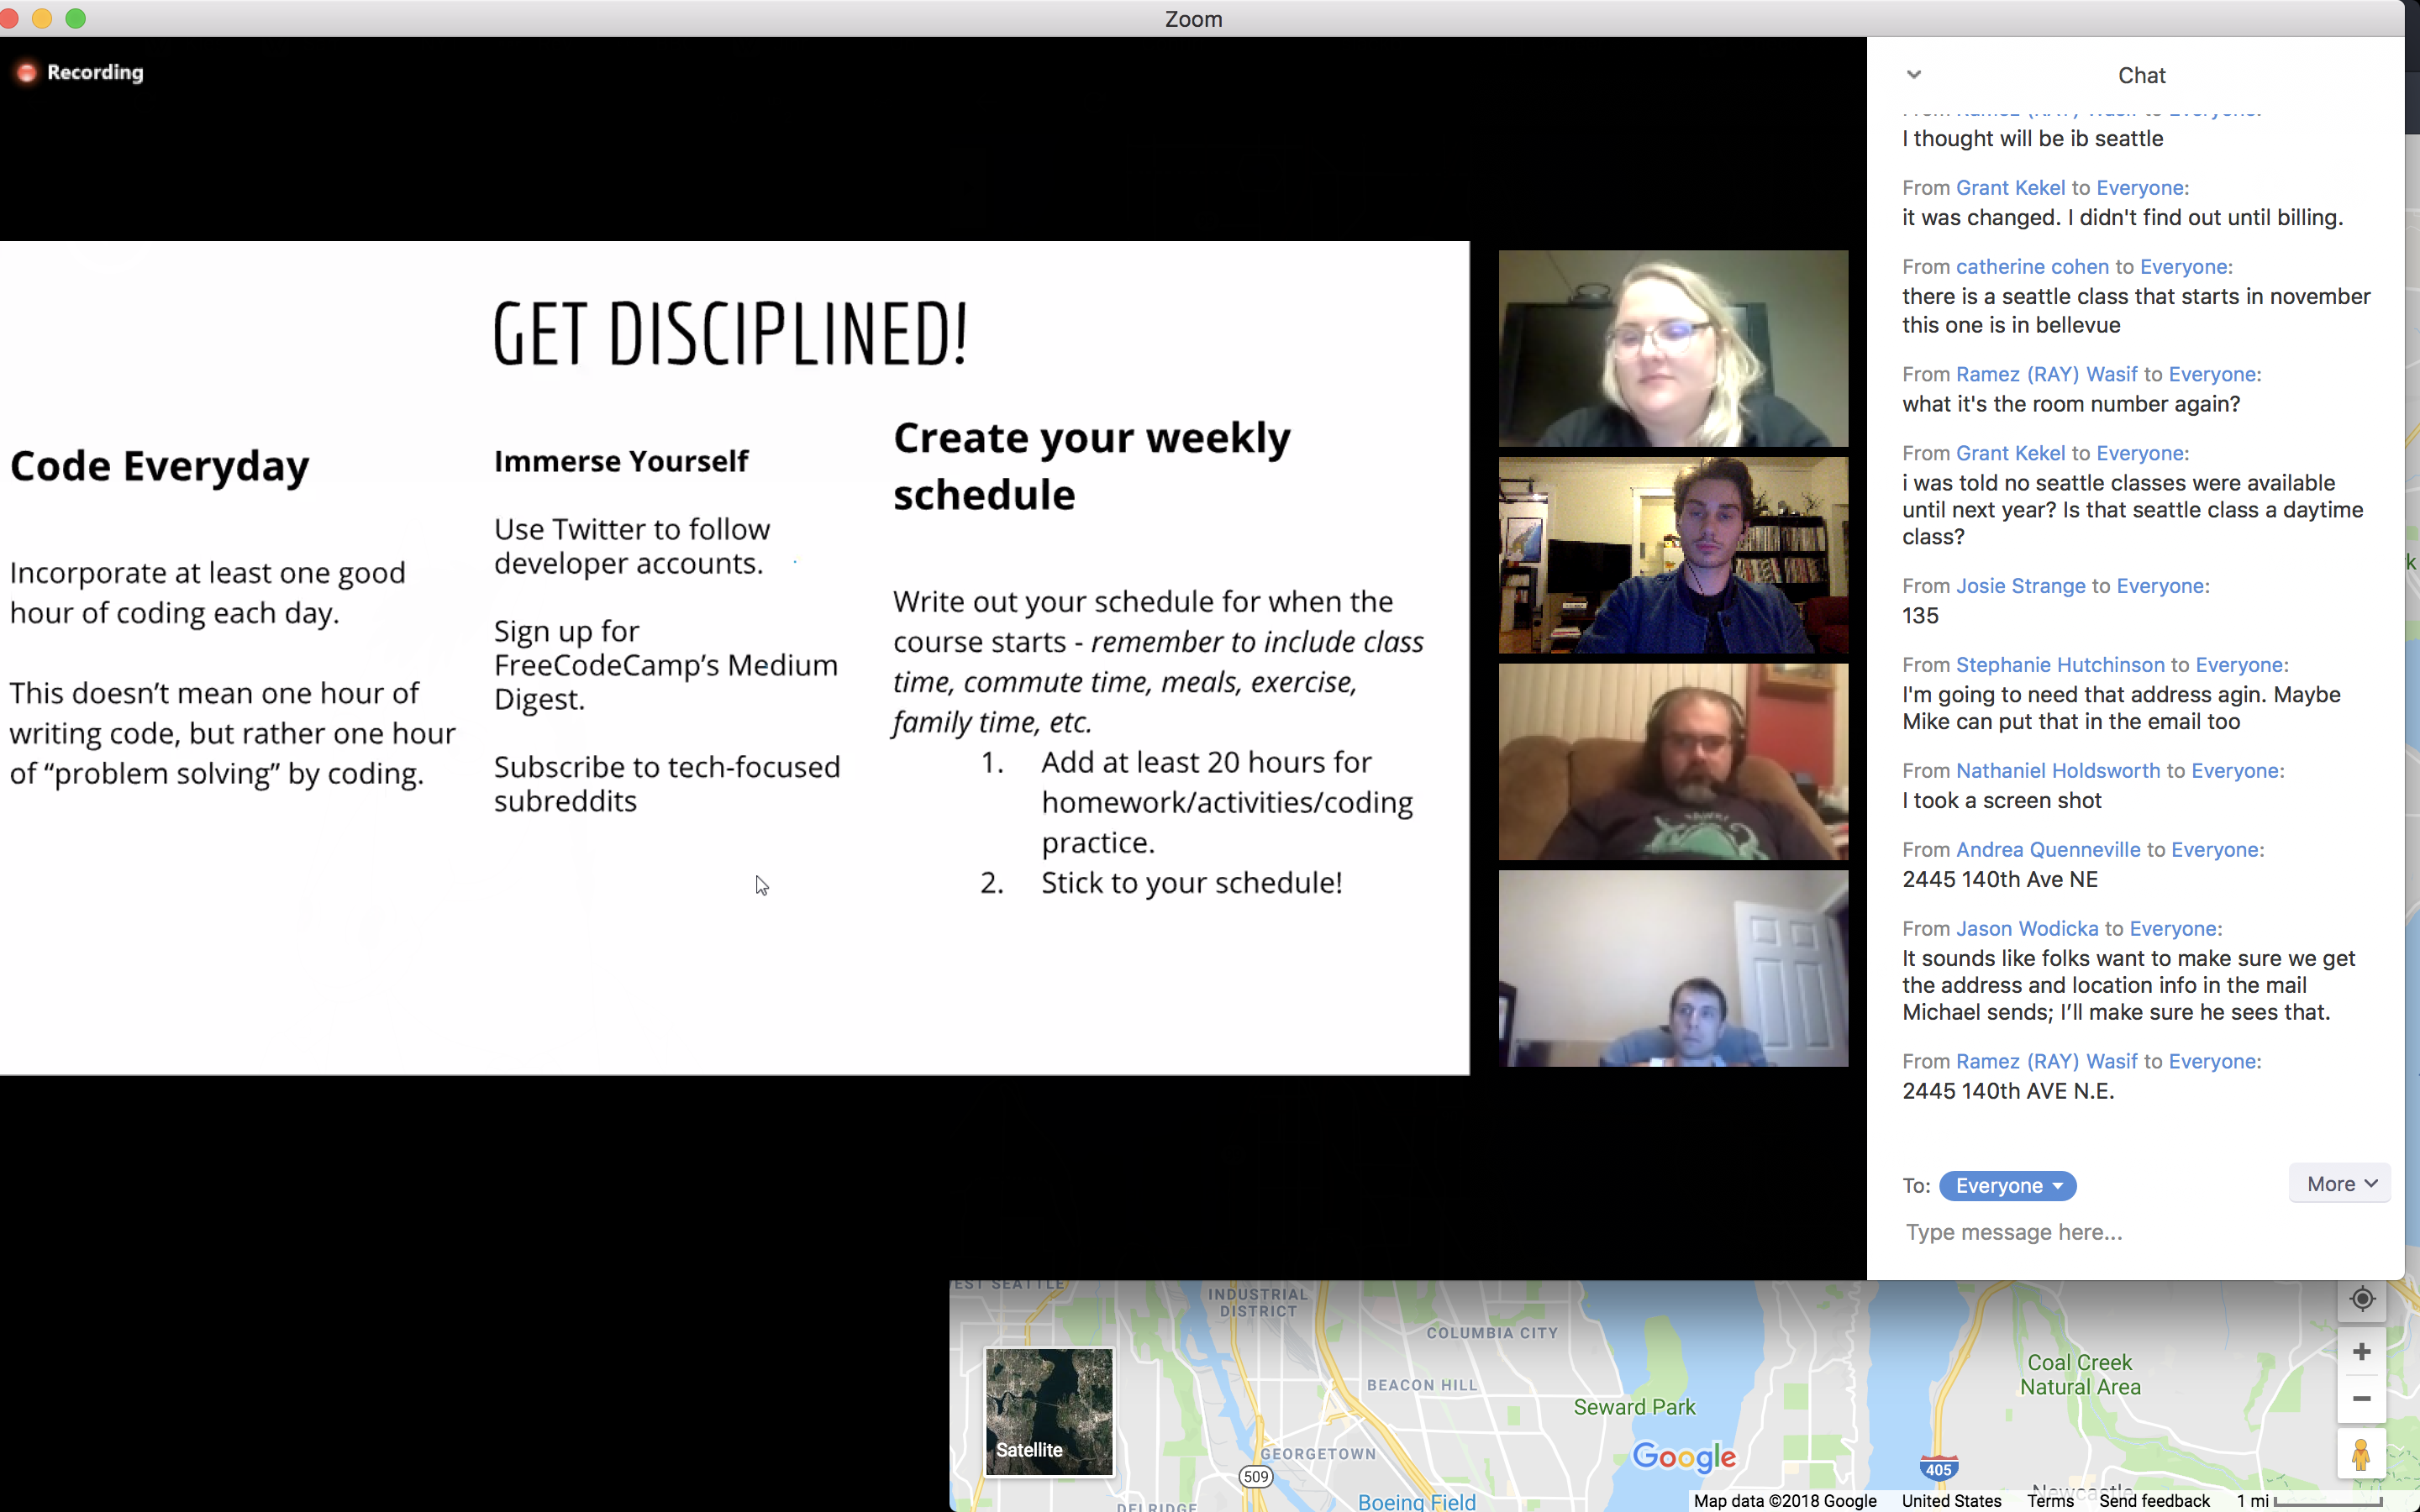 Zoom
Recording
GET DISCIPLINED!
Code Everyday
Incorporate at least one good
hour of coding each day.
This doesn’t mean one hour of
writing code, but rather one hour
of “problem solving” by coding.
Immerse Yourself
Use Twitter to follow
developer accounts.
Sign up for
FreeCodeCamp’s Medium
Digest.
Subscribe to tech-focused
subreddits
Create your weekly
schedule
Write out your schedule for when the
course starts - remember to include class
time, commute time, meals, exercise,
family time, etc.
1. Add at least 20 hours for
homework/activities/coding
practice.
2. Stick to your schedule!
Chat
From Ramez (RAY) Wasif to Everyone:
I thought will be ib seattle
From Grant Kekel to Everyone:
it was changed. I didn't find out until billing.
From catherine cohen to Everyone:
there is a seattle class that starts in november
this one is in bellevue
From Ramez (RAY) Wasif to Everyone:
what it's the room number again?
From Grant Kekel to Everyone:
i was told no seattle classes were available
until next year? Is that seattle class a daytime
class?
From Josie Strange to Everyone:
135
From Stephanie Hutchinson to Everyone:
I'm going to need that address agin. Maybe
Mike can put that in the email too
From Nathaniel Holdsworth to Everyone:
I took a screen shot
From Andrea Quenneville to Everyone:
2445 140th Ave NE
From Jason Wodicka to Everyone:
It sounds like folks want to make sure we get
the address and location info in the mail
Michael sends; I’ll make sure he sees that.
From Ramez (RAY) Wasif to Everyone:
2445 140th AVE N.E.
To: Everyone
More
Type message here...
EST SEATTLE
INDUSTRIAL
DISTRICT
COLUMBIA CITY
BEACON HILL
Seward Park
Coal Creek
Natural Area
Satellite
GEORGETOWN
509
Google
405
Newcastle
DELRIDGE
Boeing Field
Map data ©2018 Google United States Terms Send feedback 1 mi